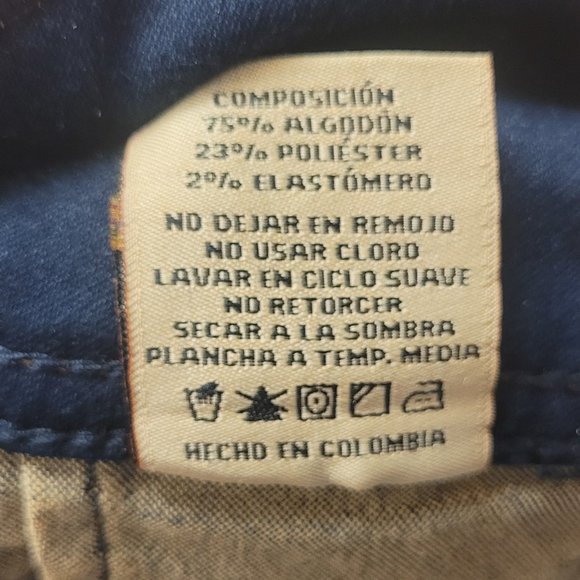 COMPOSICIÓN
75% ALGODÓN
23% POLIÉSTER
2% ELASTÓMERO
NO DEJAR EN REMOJO
NO USAR CLORO
LAVAR EN CICLO SUAVE
NO RETORCER
SECAR A LA SOMBRA
PLANCHA A TEMP. MEDIA
HECHO EN COLOMBIA